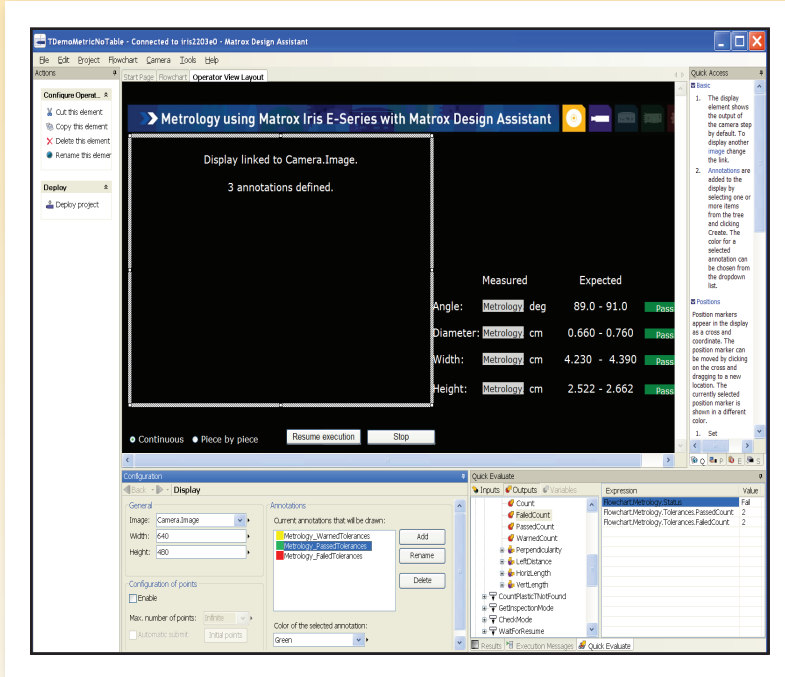 TDemoMetricNoTable - Connected to iris2203e0 - Matrox Design Assistant
File Edit Project Flowchart Camera Tools Help
Actions
Configure Operat...
Cut this element
Copy this element
Delete this element
Rename this elemer
Deploy
Deploy project
Start Page Flowchart Operator View Layout
Metrology using Matrox Iris E-Series with Matrox Design Assistant
Display linked to Camera.Image.
3 annotations defined.
Measured Expected
Angle: Metrology. deg 89.0 - 91.0 Pass
Diameter: Metrology. cm 0.660 - 0.760 Pass
Width: Metrology. cm 4.230 - 4.390 Pass
Height: Metrology. cm 2.522 - 2.662 Pass
Continuous Piece by piece Resume execution Stop
Quick Access
Basic
1. The display
element shows
the output of
the camera step
by default. To
display another
image change
the link.
2. Annotations are
added to the
display by
selecting one or
more items
from the tree
and clicking
Create. The
color for a
selected
annotation can
be chosen from
the dropdown
list.
Positions
Position markers
appear in the display
as a cross and
coordinate. The
position marker can
be moved by clicking
on the cross and
dragging to a new
location. The
currently selected
position marker is
shown in a different
color.
1. Set
Q P E S
Configuration
Back Display
General
Image: Camera.Image
Width: 640
Height: 480
Configuration of points
Enable
Max. number of points: Infinite
Automatic submit Initial points
Annotations
Current annotations that will be drawn:
Metrology_WarnedTolerances
Metrology_PassedTolerances
Metrology_FailedTolerances
Add
Rename
Delete
Color of the selected annotation:
Green
Quick Evaluate
Inputs Outputs Variables
Count
FailedCount
PassedCount
WarnedCount
Perpendicularity
LeftDistance
HorizLength
VertLength
CountPlasticTNotFound
GetInspectionMode
CheckMode
WaitForResume
Expression Value
Flowchart.Metrology.Status Fail
Flowchart.Metrology.Tolerances.PassedCount 2
Flowchart.Metrology.Tolerances.FailedCount 2
Results Execution Messages Quick Evaluate